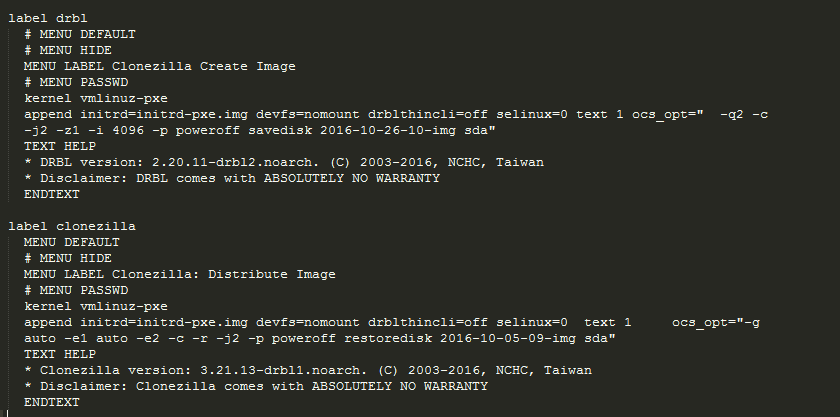 label drbl
# MENU DEFAULT
# MENU HIDE
MENU LABEL Clonezilla Create Image
# MENU PASSWD
kernel vmlinuz-pxe
append initrd=initrd-pxe.img devfs=nomount drblthincli=off selinux=0 text 1 ocs_opt="  -q2 -c
-j2 -z1 -i 4096 -p poweroff savedisk 2016-10-26-10-img sda"
TEXT HELP
* DRBL version: 2.20.11-drbl2.noarch. (C) 2003-2016, NCHC, Taiwan
* Disclaimer: DRBL comes with ABSOLUTELY NO WARRANTY
ENDTEXT
label clonezilla
MENU DEFAULT
# MENU HIDE
MENU LABEL Clonezilla: Distribute Image
# MENU PASSWD
kernel vmlinuz-pxe
append initrd=initrd-pxe.img devfs=nomount drblthincli=off selinux=0  text 1     ocs_opt="-g
auto -e1 auto -e2 -c -r -j2 -p poweroff restoredisk 2016-10-05-09-img sda"
TEXT HELP
* Clonezilla version: 3.21.13-drbl1.noarch. (C) 2003-2016, NCHC, Taiwan
* Disclaimer: Clonezilla comes with ABSOLUTELY NO WARRANTY
ENDTEXT